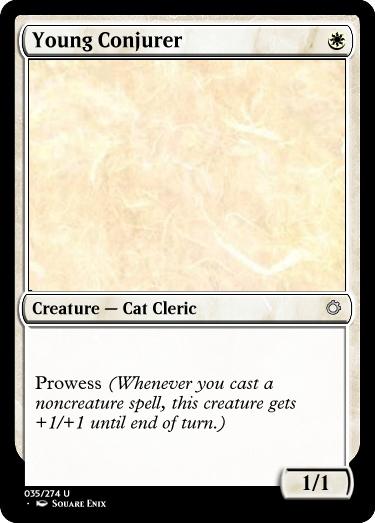 Young Conjurer
Creature — Cat Cleric
Prowess (Whenever you cast a
noncreature spell, this creature gets
+1/+1 until end of turn.)
1/1
035/274 U
· Square Enix